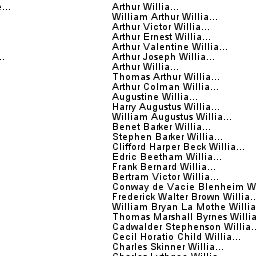 ...
Arthur Willia...
William Arthur Willia...
Arthur Victor Willia...
Arthur Ernest Willia...
Arthur Valentine Willia...
Arthur Joseph Willia...
Arthur Willia...
Thomas Arthur Willia...
Arthur Colman Willia...
Augustine Willia...
Harry Augustus Willia...
William Augustus Willia...
Benet Barker Willia...
Stephen Barker Willia...
Clifford Harper Beck Willia...
Edric Beetham Willia...
Frank Bernard Willia...
Bertram Victor Willia...
Conway de Vacie Blenheim W
Frederick Walter Brown Willia..
William Bryan La Mothe Willia
Thomas Marshall Byrnes Willia
Cadwalder Stephenson Willia..
Cecil Horatio Child Willia...
Charles Skinner Willia...